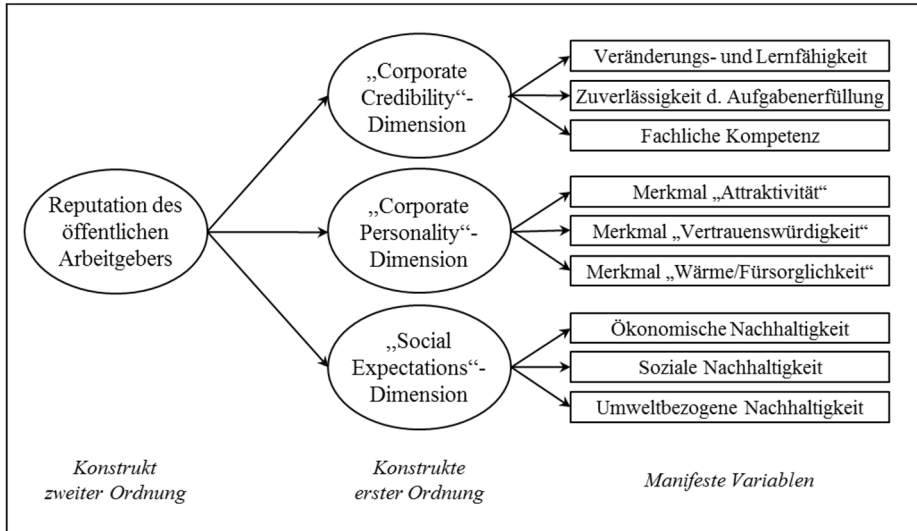 Reputation des
öffentlichen
Arbeitgebers
„Corporate
Credibility“-
Dimension
Veränderungs- und Lernfähigkeit
Zuverlässigkeit d. Aufgabenerfüllung
Fachliche Kompetenz
„Corporate
Personality“-
Dimension
Merkmal „Attraktivität“
Merkmal „Vertrauenswürdigkeit“
Merkmal „Wärme/Fürsorglichkeit“
„Social
Expectations“-
Dimension
Ökonomische Nachhaltigkeit
Soziale Nachhaltigkeit
Umweltbezogene Nachhaltigkeit
Konstrukt
zweiter Ordnung
Konstrukte
erster Ordnung
Manifeste Variablen